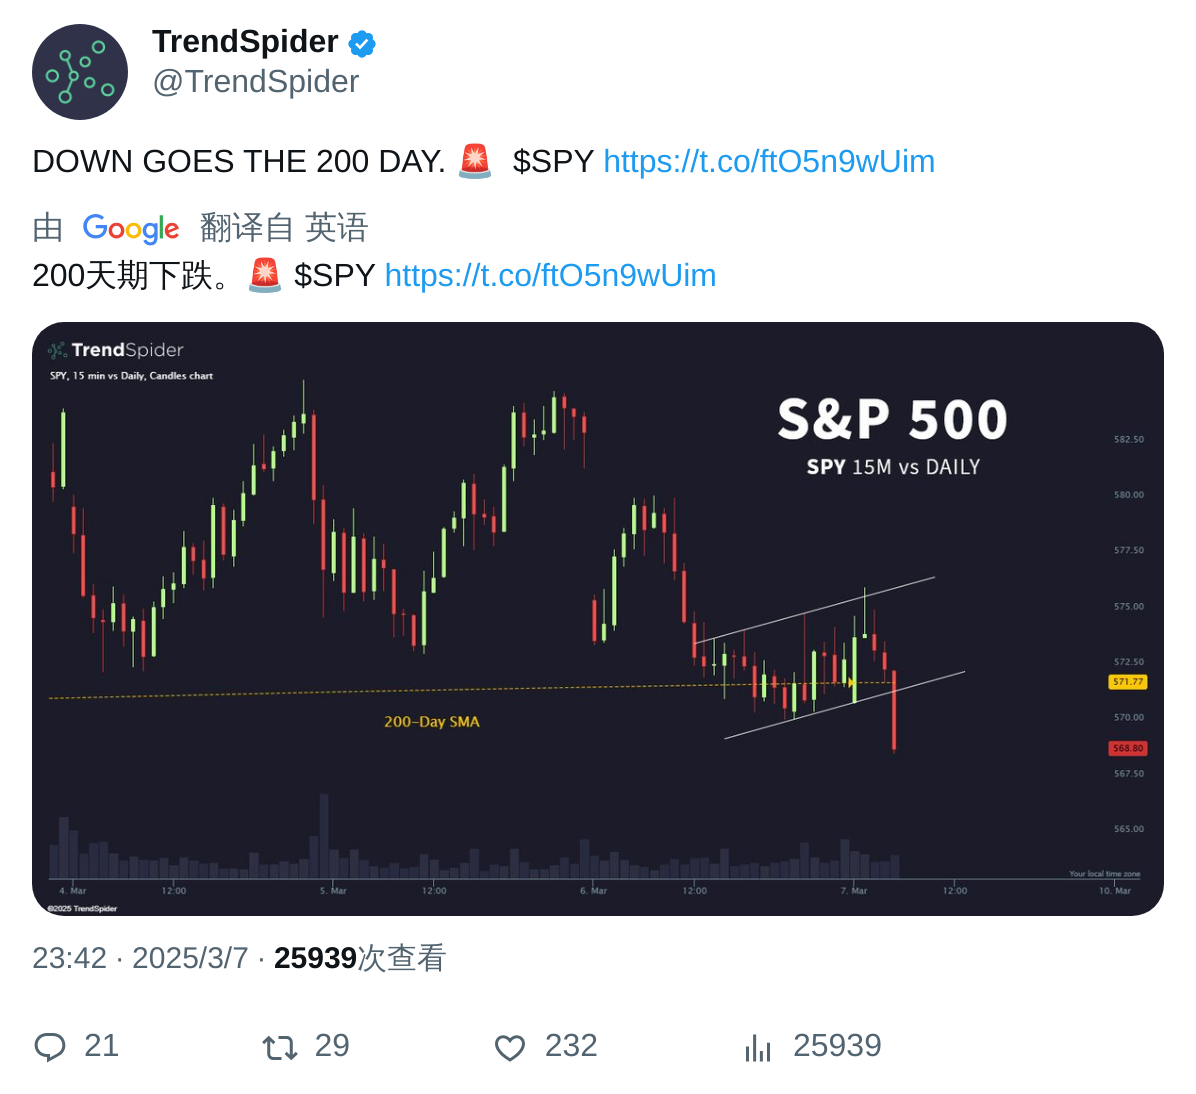 TrendSpider
@TrendSpider
DOWN GOES THE 200 DAY. 🚨 $SPY https://t.co/ftO5n9wUim
由 Google 翻译自 英语
200天期下跌。🚨 $SPY https://t.co/ftO5n9wUim
TrendSpider
SPY, 15 min vs Daily, Candles chart
S&P 500
SPY 15M vs DAILY
582.50
580.00
577.50
575.00
572.50
571.77
570.00
568.80
567.50
565.00
200-Day SMA
Your local time zone
4. Mar 12:00 5. Mar 12:00 6. Mar 12:00 7. Mar 12:00 10. Mar
©2025 TrendSpider
23:42 · 2025/3/7 · 25939次查看
21 29 232 25939